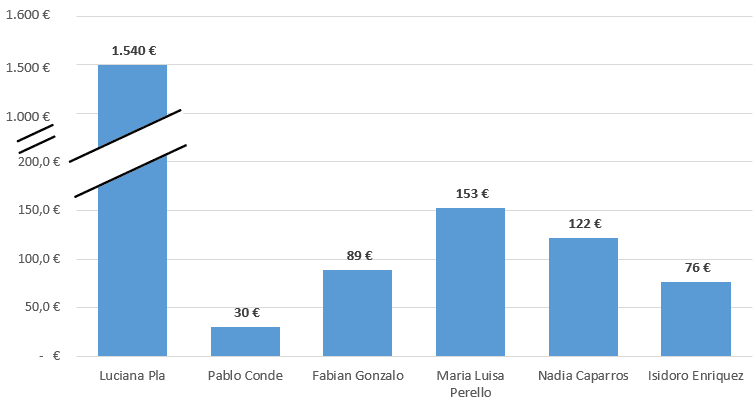 1.600 €
1.540 €
1.500 €
1.000 €
200,0 €
153 €
150,0 €
122 €
100,0 €
89 €
76 €
50,0 €
30 €
- €
Luciana Pla
Pablo Conde
Fabian Gonzalo
Maria Luisa
Perello
Nadia Caparros
Isidoro Enriquez